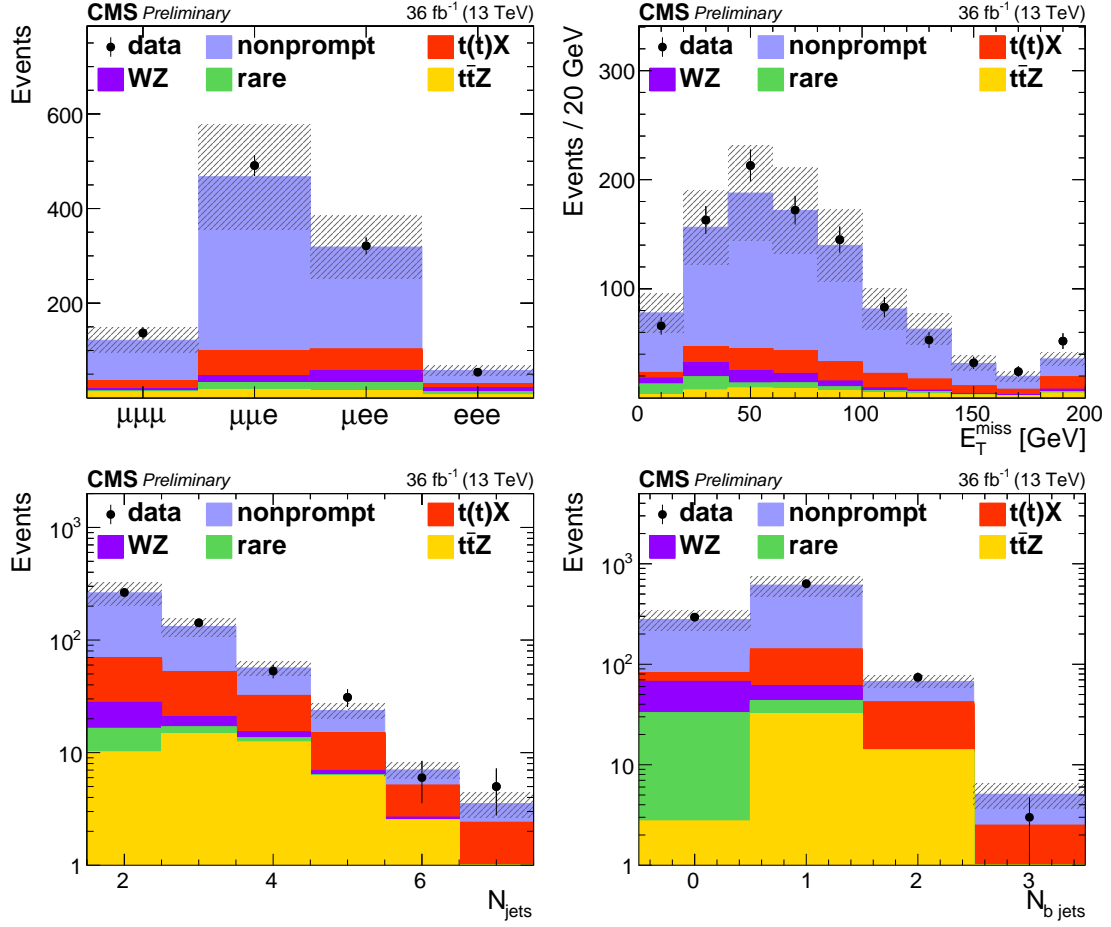 CMS Preliminary 36 fb⁻¹ (13 TeV)
data nonprompt t(t)X
WZ rare tt̄Z
Events
600
400
200
μμμ μμe μee eee
CMS Preliminary 36 fb⁻¹ (13 TeV)
data nonprompt t(t)X
WZ rare tt̄Z
Events / 20 GeV
300
200
100
0 50 100 150 200
E_T^miss [GeV]
CMS Preliminary 36 fb⁻¹ (13 TeV)
data nonprompt t(t)X
WZ rare tt̄Z
Events
10³
10²
10
1
2 4 6
N_jets
CMS Preliminary 36 fb⁻¹ (13 TeV)
data nonprompt t(t)X
WZ rare tt̄Z
Events
10³
10²
10
1
0 1 2 3
N_b jets